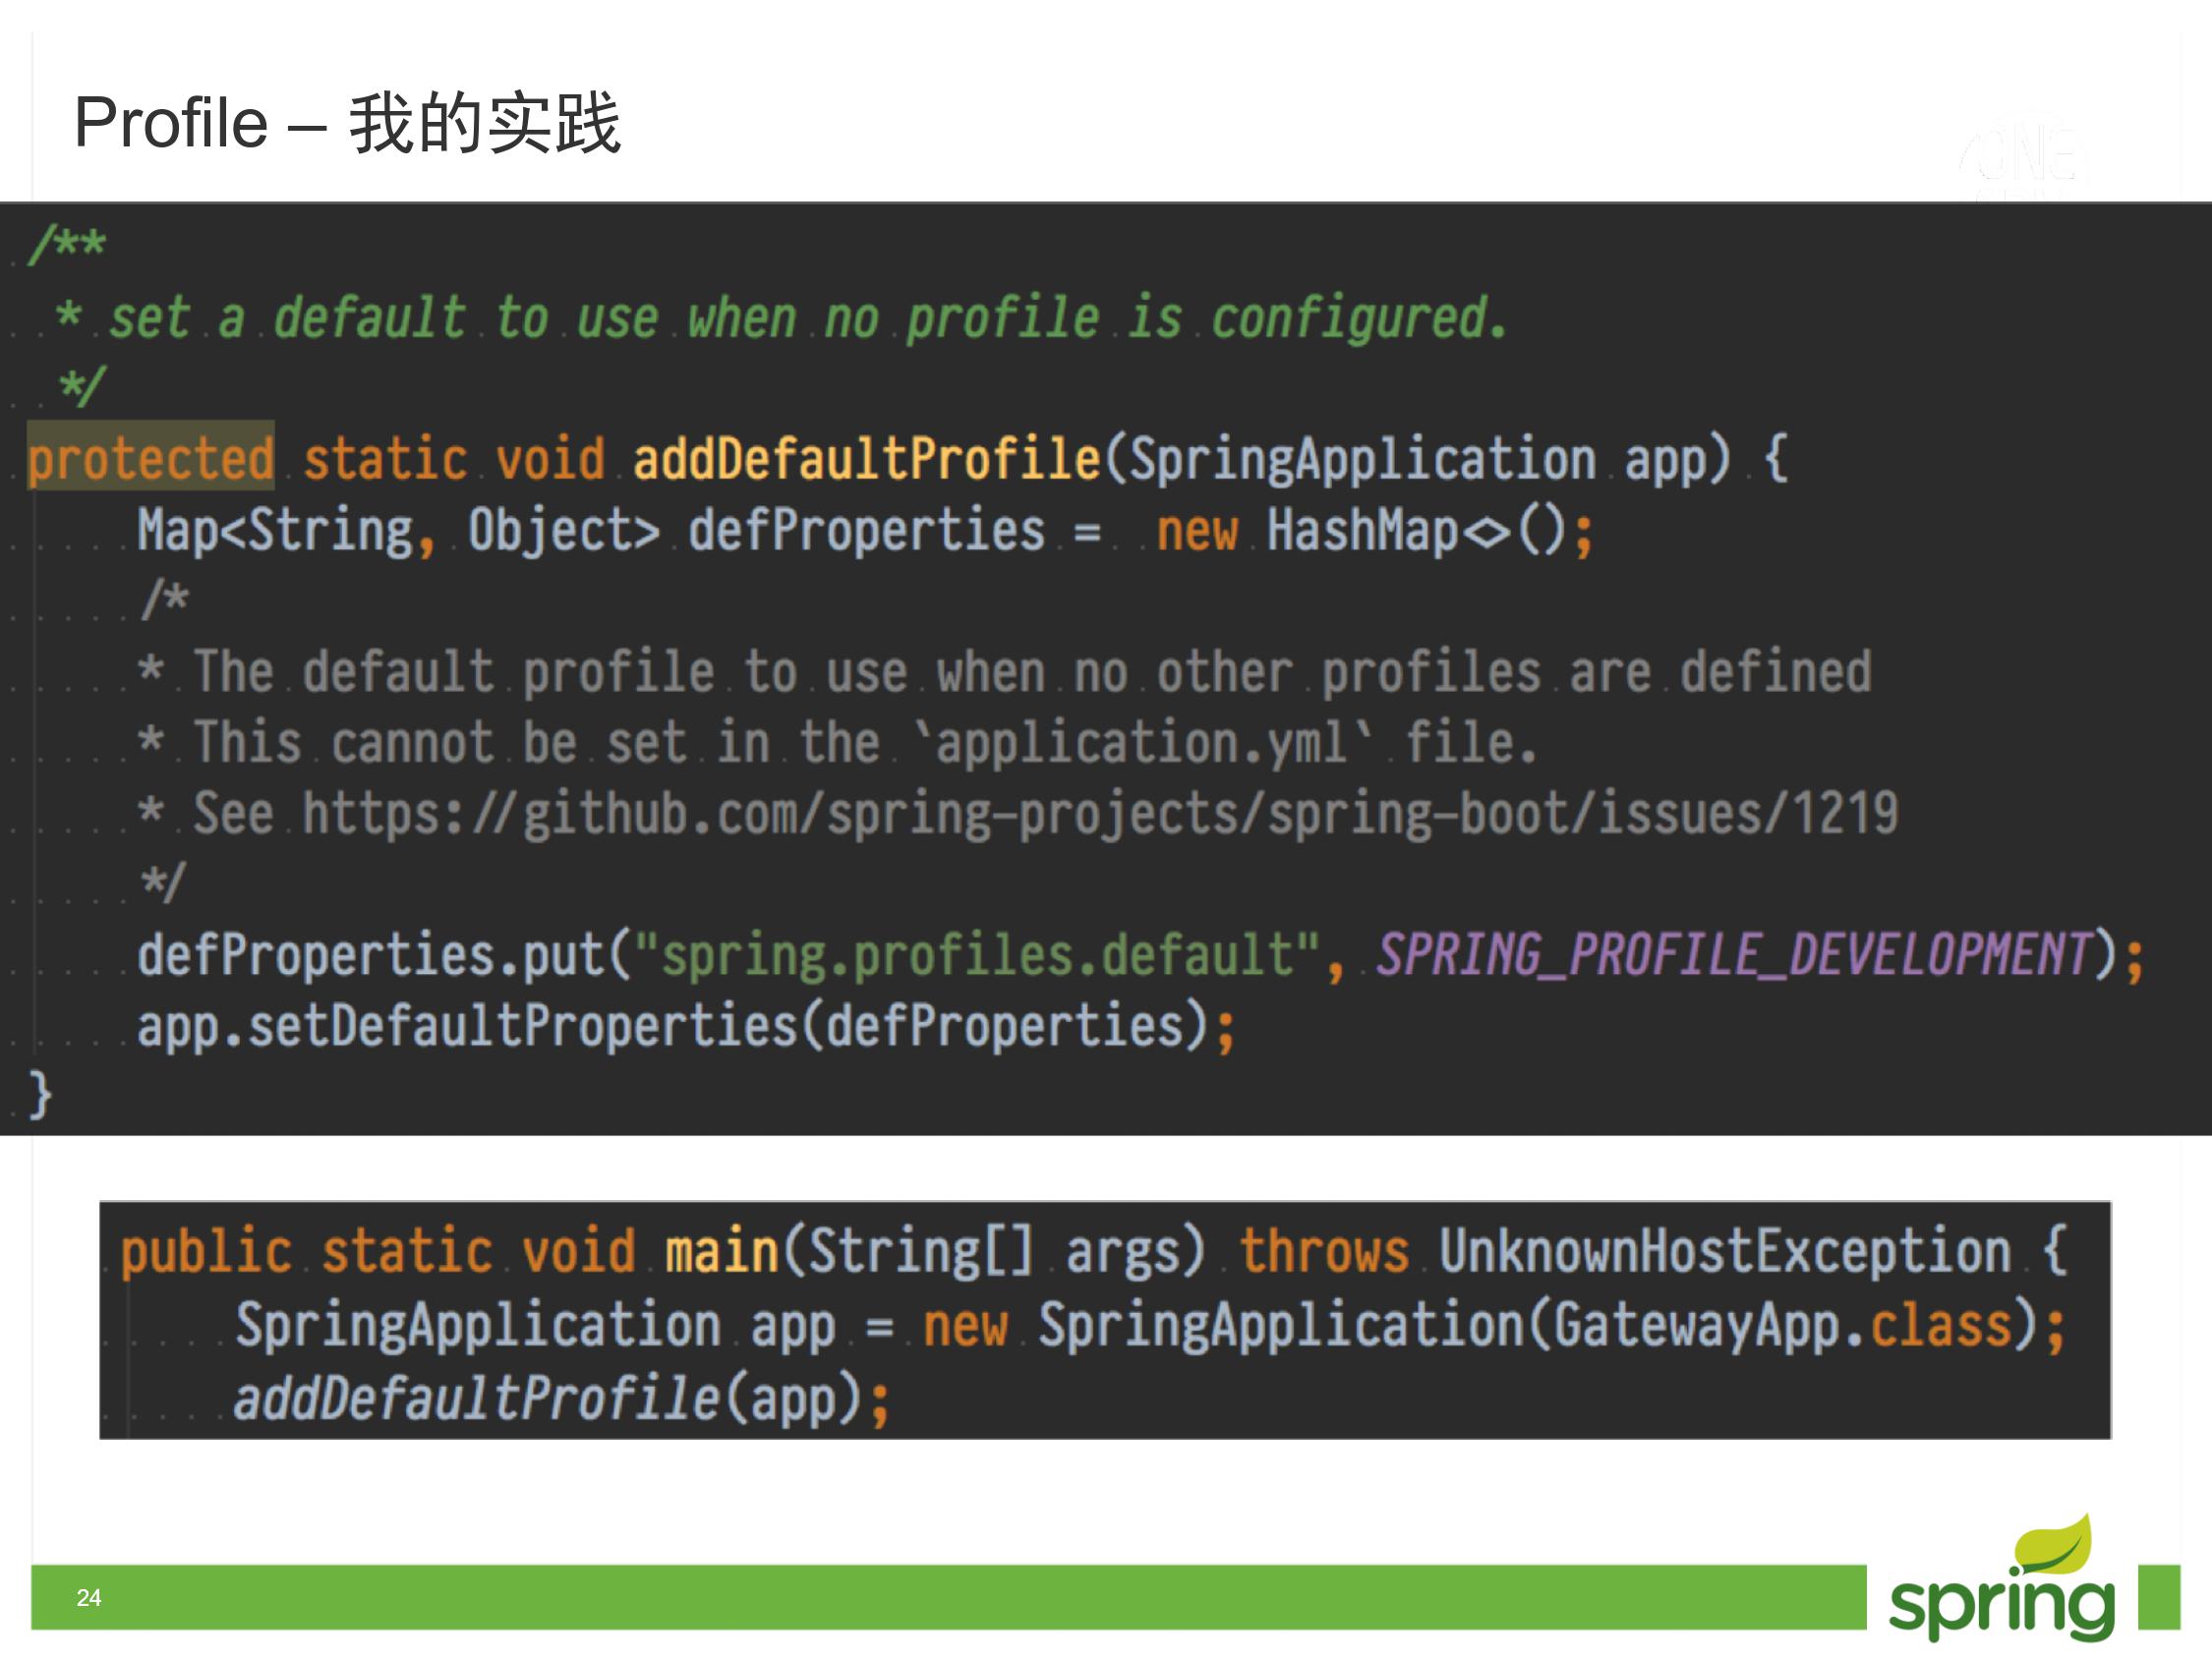 Profile – 我的实践
/**
* set a default to use when no profile is configured.
*/
protected static void addDefaultProfile(SpringApplication app) {
Map<String, Object> defProperties =  new HashMap<>();
/*
* The default profile to use when no other profiles are defined
* This cannot be set in the `application.yml` file.
* See https://github.com/spring-projects/spring-boot/issues/1219
*/
defProperties.put("spring.profiles.default", SPRING_PROFILE_DEVELOPMENT);
app.setDefaultProperties(defProperties);
}
public static void main(String[] args) throws UnknownHostException {
SpringApplication app = new SpringApplication(GatewayApp.class);
addDefaultProfile(app);
24
spring